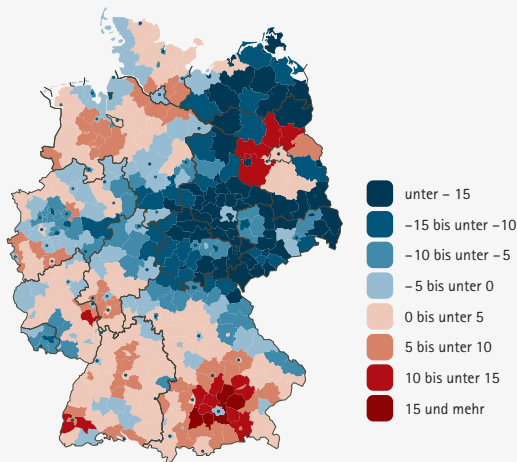 unter – 15
–15 bis unter –10
–10 bis unter –5
–5 bis unter 0
0 bis unter 5
5 bis unter 10
10 bis unter 15
15 und mehr